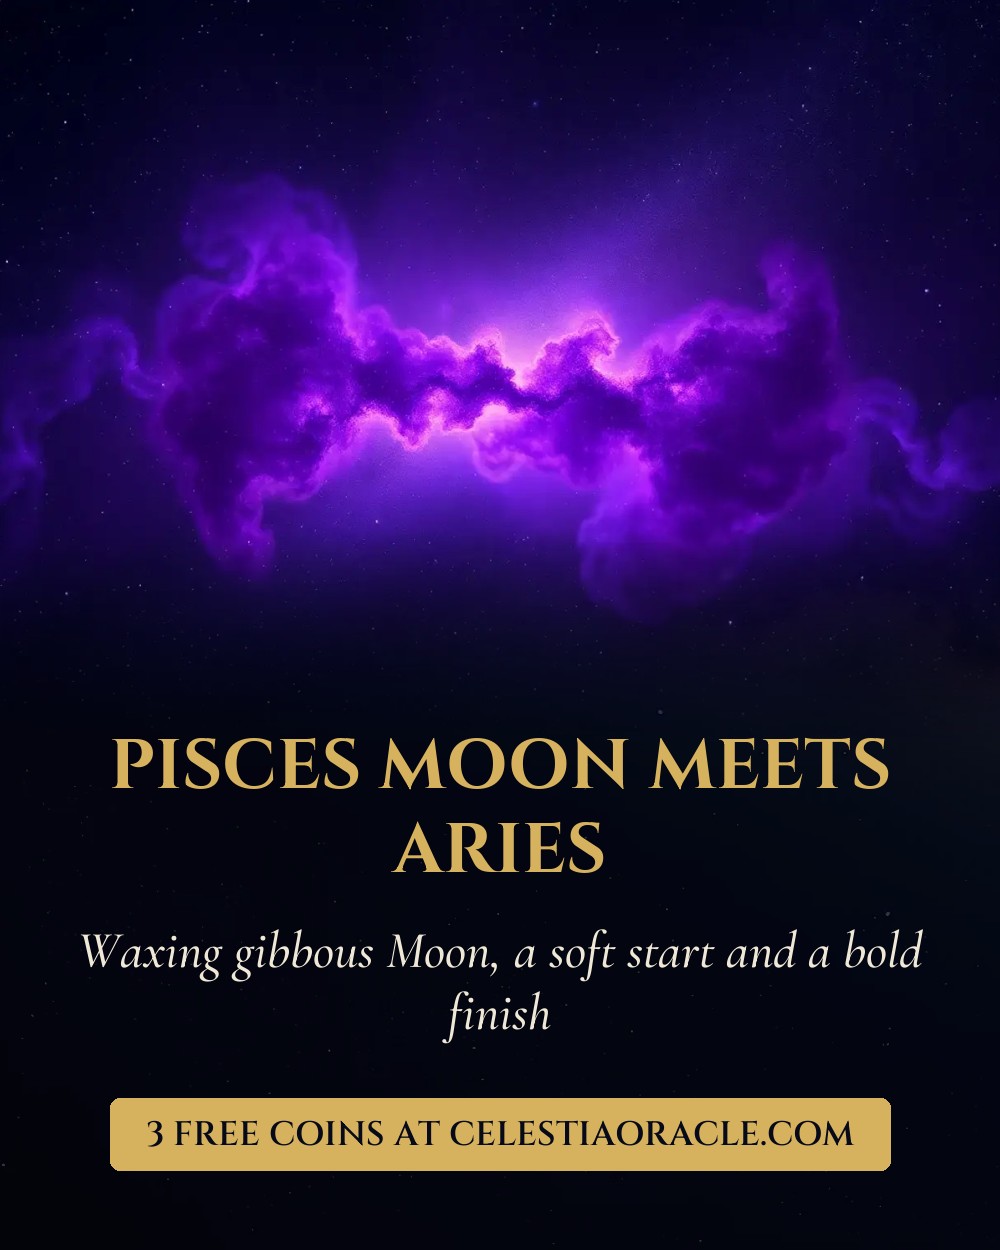 PISCES MOON MEETS
ARIES
Waxing gibbous Moon, a soft start and a bold
finish
3 FREE COINS AT CELESTIAORACLE.COM